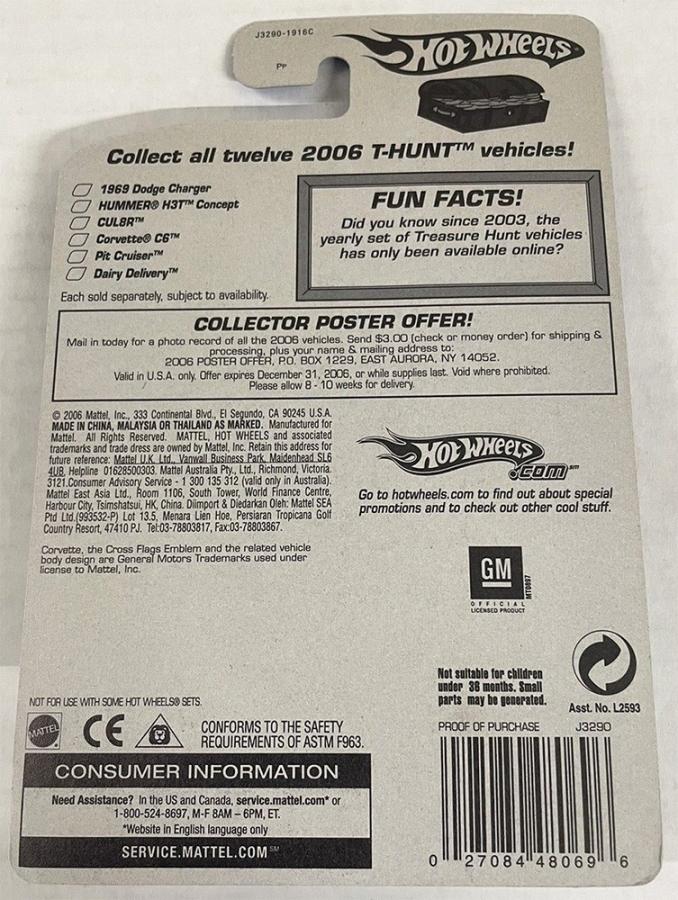 J3290-1916C
PP
HOT WHEELS
Collect all twelve 2006 T-HUNT™ vehicles!
1969 Dodge Charger
HUMMER® H3T™ Concept
CUL8R™
Corvette® C6™
Pit Cruiser™
Dairy Delivery™
Each sold separately, subject to availability.
FUN FACTS!
Did you know since 2003, the
yearly set of Treasure Hunt vehicles
has only been available online?
COLLECTOR POSTER OFFER!
Mail in today for a photo record of all the 2006 vehicles. Send $3.00 (check or money order) for shipping &
processing, plus your name & mailing address to:
2006 POSTER OFFER, P.O. BOX 1229, EAST AURORA, NY 14052.
Valid in U.S.A. only. Offer expires December 31, 2006, or while supplies last. Void where prohibited.
Please allow 8 - 10 weeks for delivery.
© 2006 Mattel, Inc., 333 Continental Blvd., El Segundo, CA 90245 U.S.A.
MADE IN CHINA, MALAYSIA OR THAILAND AS MARKED. Manufactured for
Mattel. All Rights Reserved. MATTEL, HOT WHEELS and associated
trademarks and trade dress are owned by Mattel, Inc. Retain this address for
future reference: Mattel U.K. Ltd., Vanwall Business Park, Maidenhead SL6
4UB. Helpline 01628500303. Mattel Australia Pty., Ltd., Richmond, Victoria.
3121.Consumer Advisory Service - 1 300 135 312 (valid only in Australia).
Mattel East Asia Ltd., Room 1106, South Tower, World Finance Centre,
Harbour City, Tsimshatsui, HK, China. Diimport & Diedarkan Oleh: Mattel SEA
Ptd Ltd.(993532-P) Lot 13.5, Menara Lien Hoe, Persiaran Tropicana Golf
Country Resort, 47410 PJ. Tel:03-78803817, Fax:03-78803867.
Corvette, the Cross Flags Emblem and the related vehicle
body design are General Motors Trademarks used under
license to Mattel, Inc.
HOT WHEELS
.com℠
Go to hotwheels.com to find out about special
promotions and to check out other cool stuff.
GM
MT0897
OFFICIAL
LICENSED PRODUCT
Not suitable for children
under 36 months. Small
parts may be generated.
Asst. No. L2593
NOT FOR USE WITH SOME HOT WHEELS® SETS.
MATTEL
CE
CONFORMS TO THE SAFETY
REQUIREMENTS OF ASTM F963.
CONSUMER INFORMATION
Need Assistance? In the US and Canada, service.mattel.com* or
1-800-524-8697, M-F 8AM – 6PM, ET.
*Website in English language only
SERVICE.MATTEL.COM℠
PROOF OF PURCHASE J3290
0 27084 48069 6